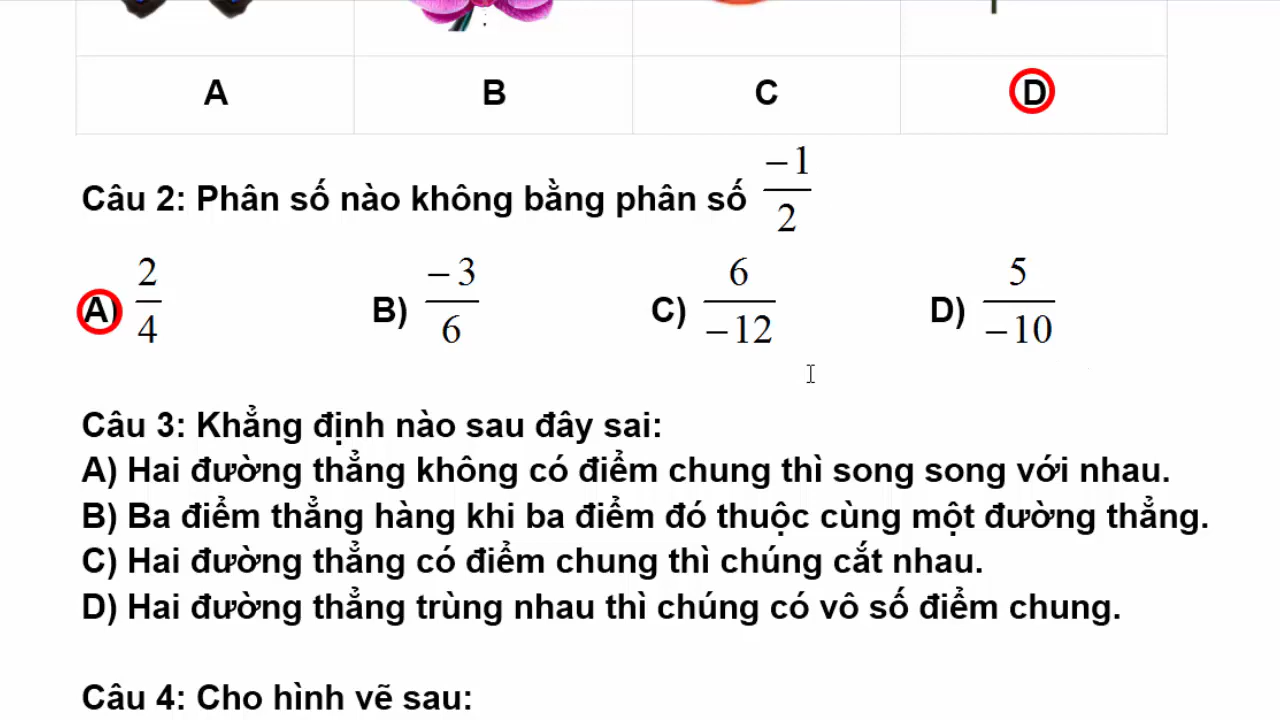 A B C D
Câu 2: Phân số nào không bằng phân số -1/2
A) 2/4 B) -3/6 C) 6/-12 D) 5/-10
Câu 3: Khẳng định nào sau đây sai:
A) Hai đường thẳng không có điểm chung thì song song với nhau.
B) Ba điểm thẳng hàng khi ba điểm đó thuộc cùng một đường thẳng.
C) Hai đường thẳng có điểm chung thì chúng cắt nhau.
D) Hai đường thẳng trùng nhau thì chúng có vô số điểm chung.
Câu 4: Cho hình vẽ sau: